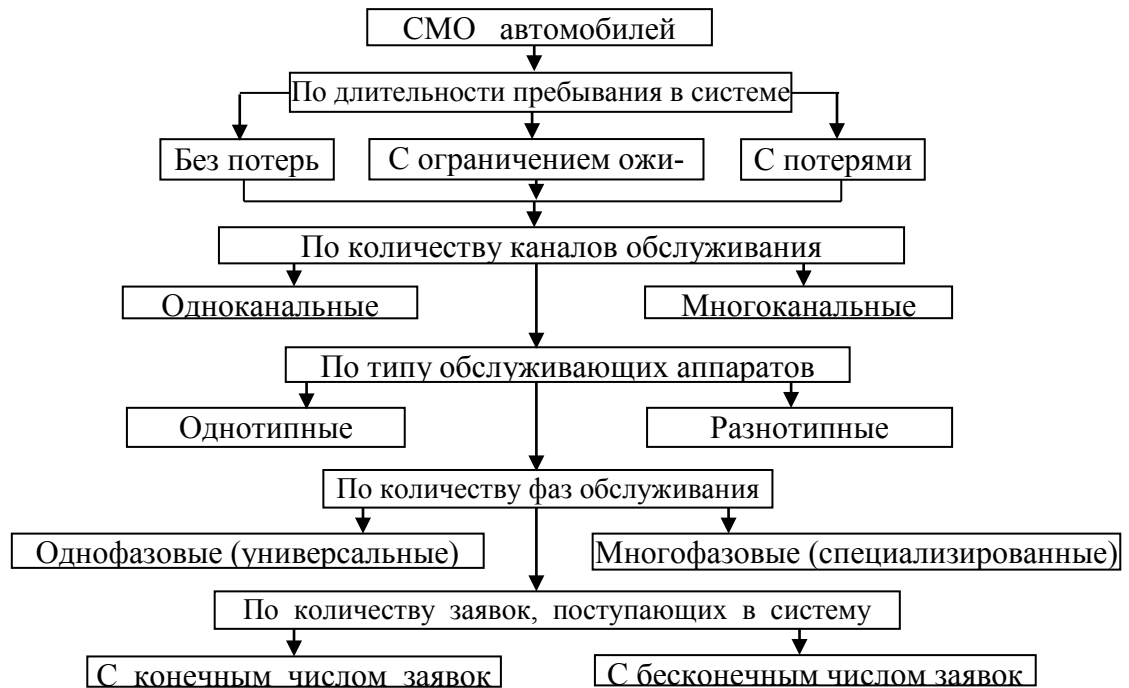 СМО автомобилей
По длительности пребывания в системе
Без потерь
С ограничением ожи-
С потерями
По количеству каналов обслуживания
Одноканальные
Многоканальные
По типу обслуживающих аппаратов
Однотипные
Разнотипные
По количеству фаз обслуживания
Однофазовые (универсальные)
Многофазовые (специализированные)
По количеству заявок, поступающих в систему
С конечным числом заявок
С бесконечным числом заявок